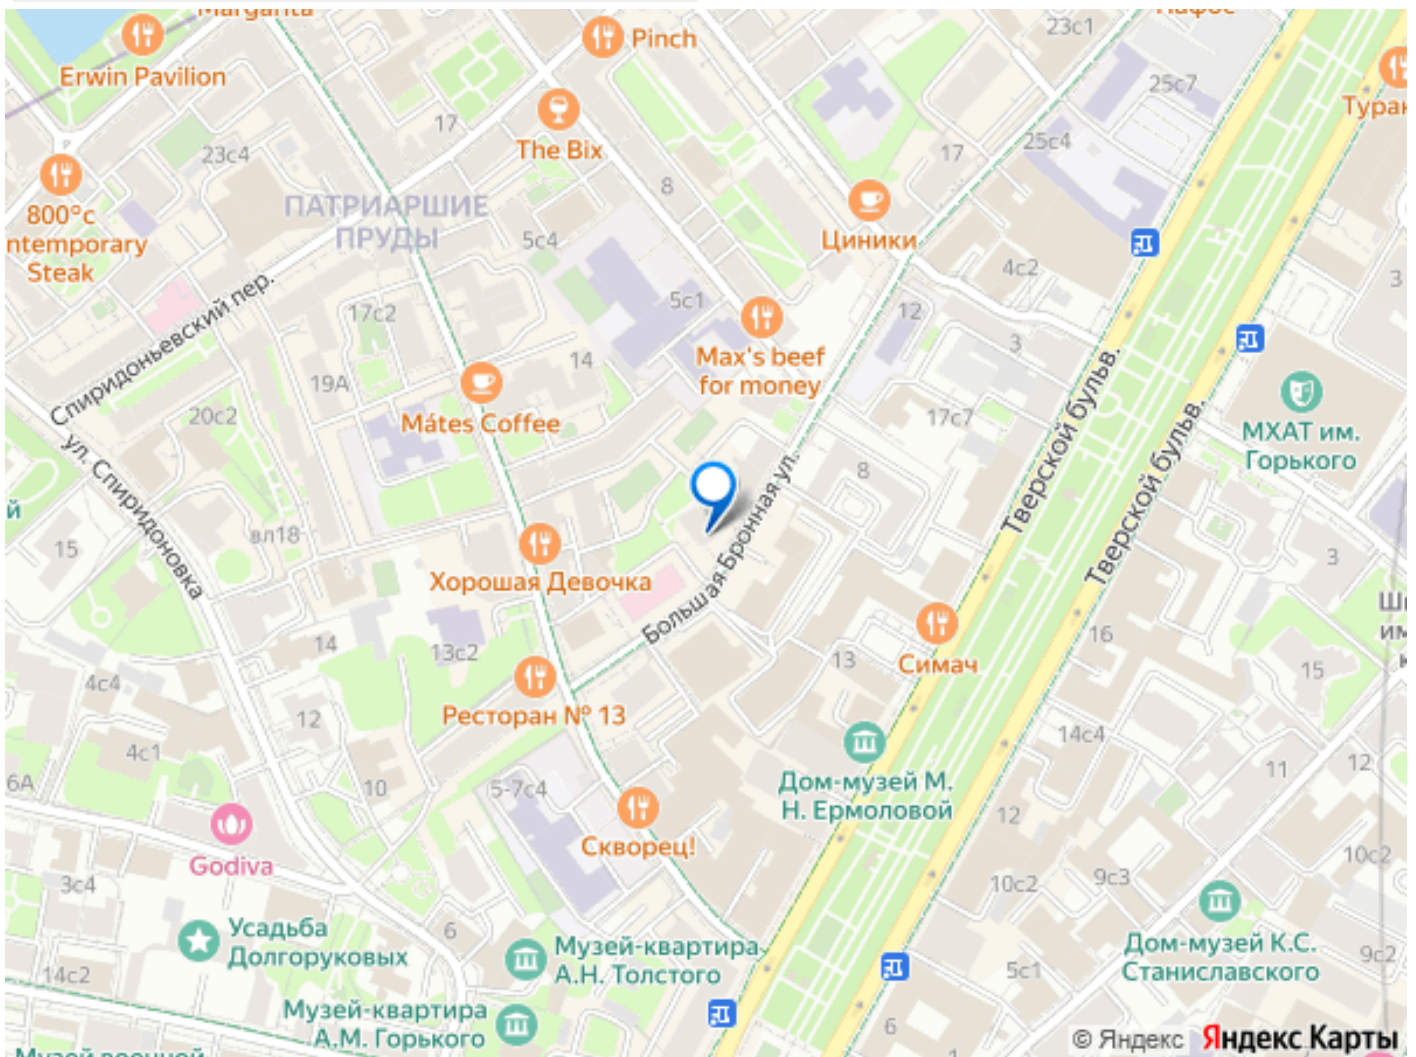 Margarita
Erwin Pavilion
Pinch
23с1
25с7
17
The Bix
23с4
25с4
17
8
800°с
ntemporary
Steak
ПАТРИАРШИЕ
ПРУДЫ
5с4
Циники
4с2
3
Спиридоньевский пер.
17с2
5с1
12
3
14
Max's beef
for money
19А
20с2
Mátes Coffee
17с7
8
МХАТ им.
Горького
Тверской бульв.
Тверской бульв.
ул. Спиридоновка
й
15
вл18
Большая Бронная ул.
Хорошая Девочка
3
14
13с2
13
Симач
16
15
4с4
12
Ресторан № 13
14с4
4с1
6А
10
5-7с4
Дом-музей М.
Н. Ермоловой
11
12
12
Скворец!
Godiva
3с4
10с2
9с3
10с2
6
Усадьба
Долгоруковых
Музей-квартира
А.Н. Толстого
Дом-музей К.С.
Станиславского
9с2
14с2
5с1
Музей-квартира
А.М. Горького
6
© Яндекс Яндекс Карты